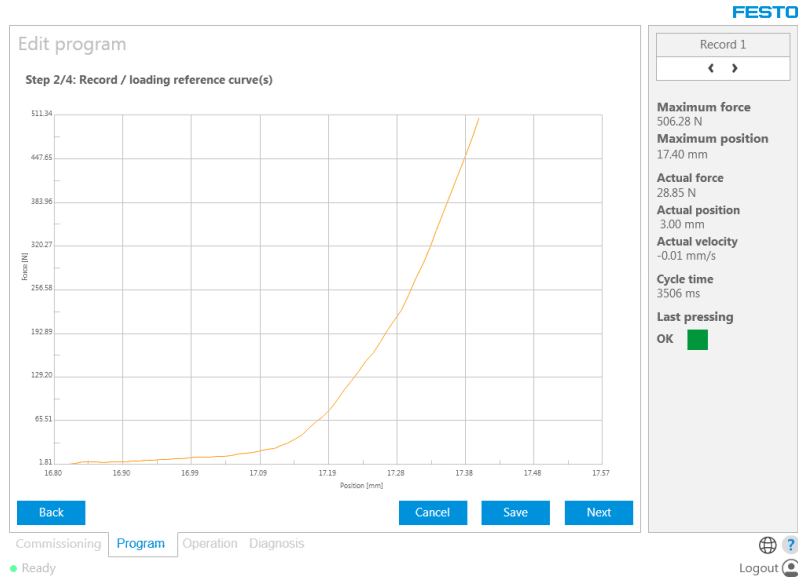 FESTO
Edit program
Step 2/4: Record / loading reference curve(s)
511.34
447.65
383.96
320.27
256.58
192.89
129.20
65.51
1.81
Force [N]
16.80 16.90 16.99 17.09 17.19 17.28 17.38 17.48 17.57
Position [mm]
Back Cancel Save Next
Record 1
Maximum force
506.28 N
Maximum position
17.40 mm
Actual force
28.85 N
Actual position
3.00 mm
Actual velocity
-0.01 mm/s
Cycle time
3506 ms
Last pressing
OK
Commissioning Program Operation Diagnosis
?
Ready
Logout